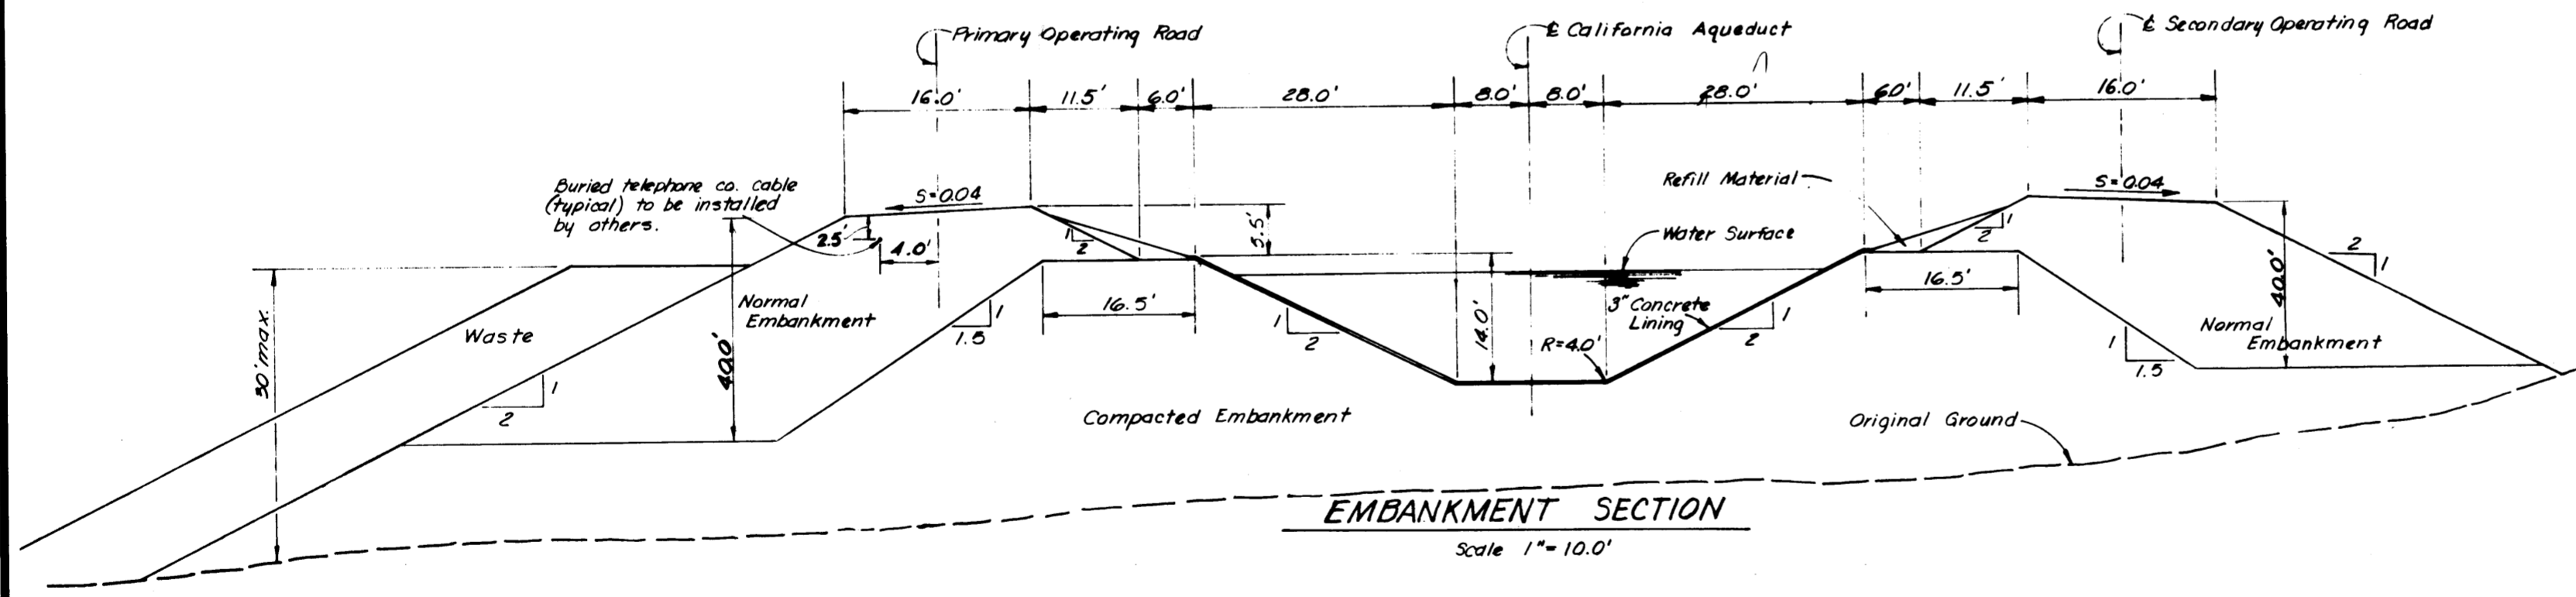 Primary Operating Road
℄ California Aqueduct
℄ Secondary Operating Road
16.0' 11.5' 6.0' 28.0' 8.0' 8.0' 28.0' 6.0' 11.5' 16.0'
Buried telephone co. cable
(typical) to be installed
by others.
S=0.04
2.5'
4.0'
1
2
5.5'
Refill Material
Water Surface
S=0.04
1
2
2
1
30' max.
Waste
Normal
Embankment
40.0'
1
2
1
1.5
16.5'
1
2
14.0'
3" Concrete
Lining
R=4.0'
1
2
16.5'
1
1.5
40.0'
Normal
Embankment
Compacted Embankment
Original Ground
EMBANKMENT SECTION
Scale 1"=10.0'